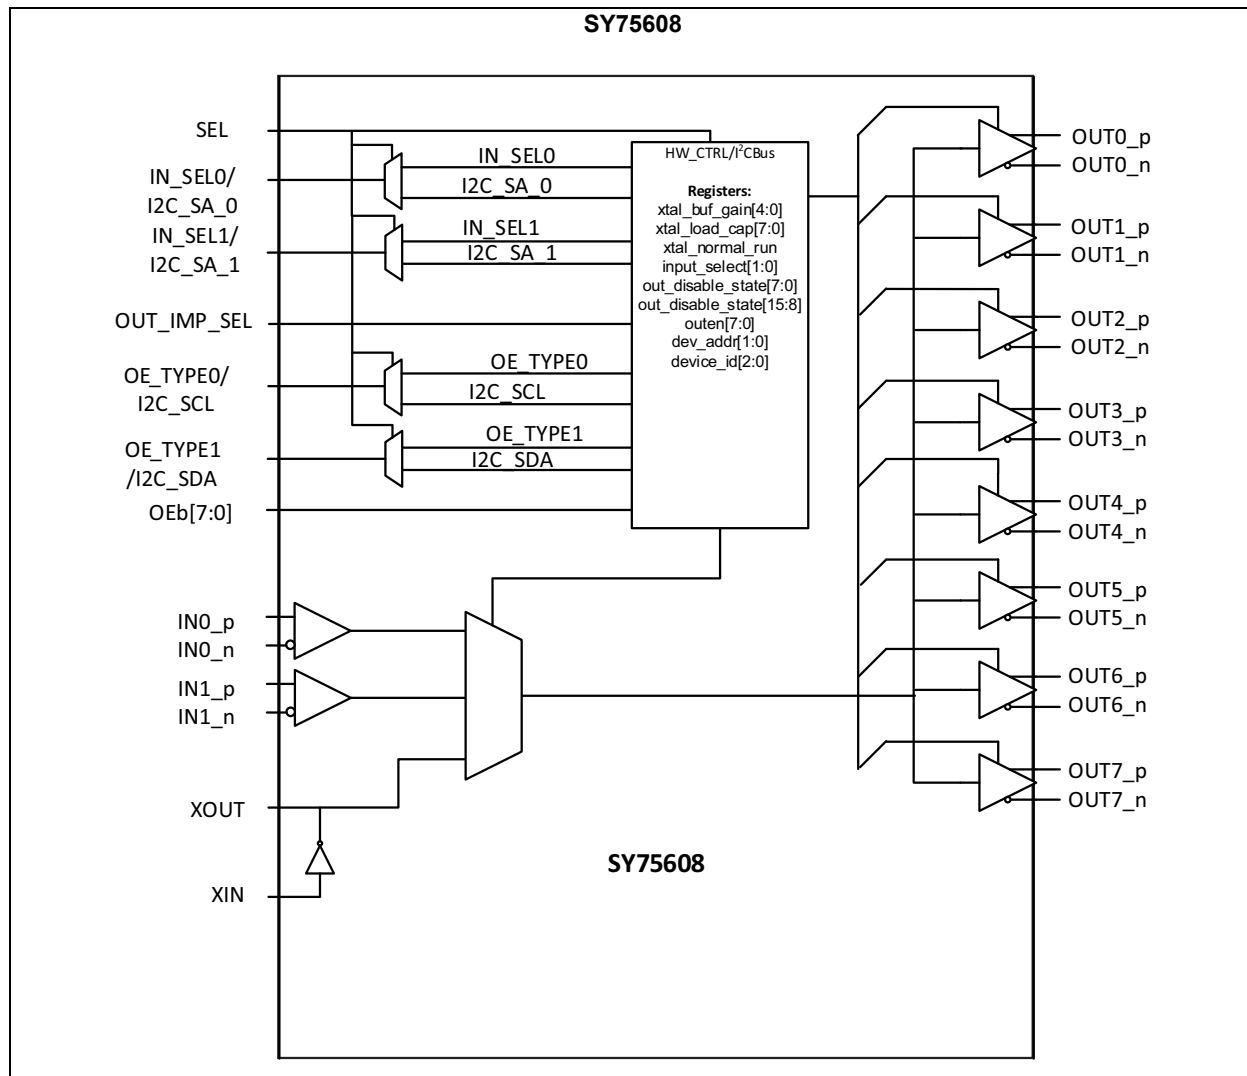 SY75608
SEL
IN_SEL0/
I2C_SA_0
IN_SEL1/
I2C_SA_1
OUT_IMP_SEL
OE_TYPE0/
I2C_SCL
OE_TYPE1
/I2C_SDA
OEb[7:0]
IN0_p
IN0_n
IN1_p
IN1_n
XOUT
XIN
IN_SEL0
I2C_SA_0
IN_SEL1
I2C_SA_1
OE_TYPE0
I2C_SCL
OE_TYPE1
I2C_SDA
HW_CTRL/I²CBus
Registers:
xtal_buf_gain[4:0]
xtal_load_cap[7:0]
xtal_normal_run
input_select[1:0]
out_disable_state[7:0]
out_disable_state[15:8]
outen[7:0]
dev_addr[1:0]
device_id[2:0]
OUT0_p
OUT0_n
OUT1_p
OUT1_n
OUT2_p
OUT2_n
OUT3_p
OUT3_n
OUT4_p
OUT4_n
OUT5_p
OUT5_n
OUT6_p
OUT6_n
OUT7_p
OUT7_n
SY75608